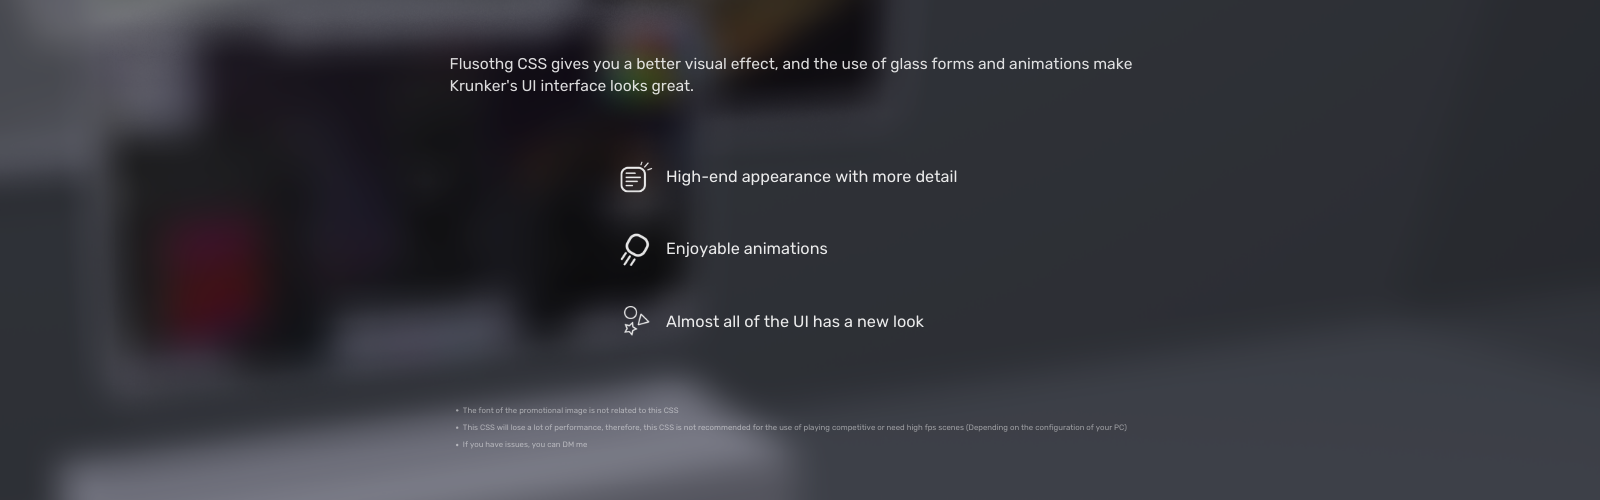 Flusothg CSS gives you a better visual effect, and the use of glass forms and animations make
Krunker's UI interface looks great.
High-end appearance with more detail
Enjoyable animations
Almost all of the UI has a new look
• The font of the promotional image is not related to this CSS
• This CSS will lose a lot of performance, therefore, this CSS is not recommended for the use of playing competitive or need high fps scenes (Depending on the configuration of your PC)
• If you have issues, you can DM me